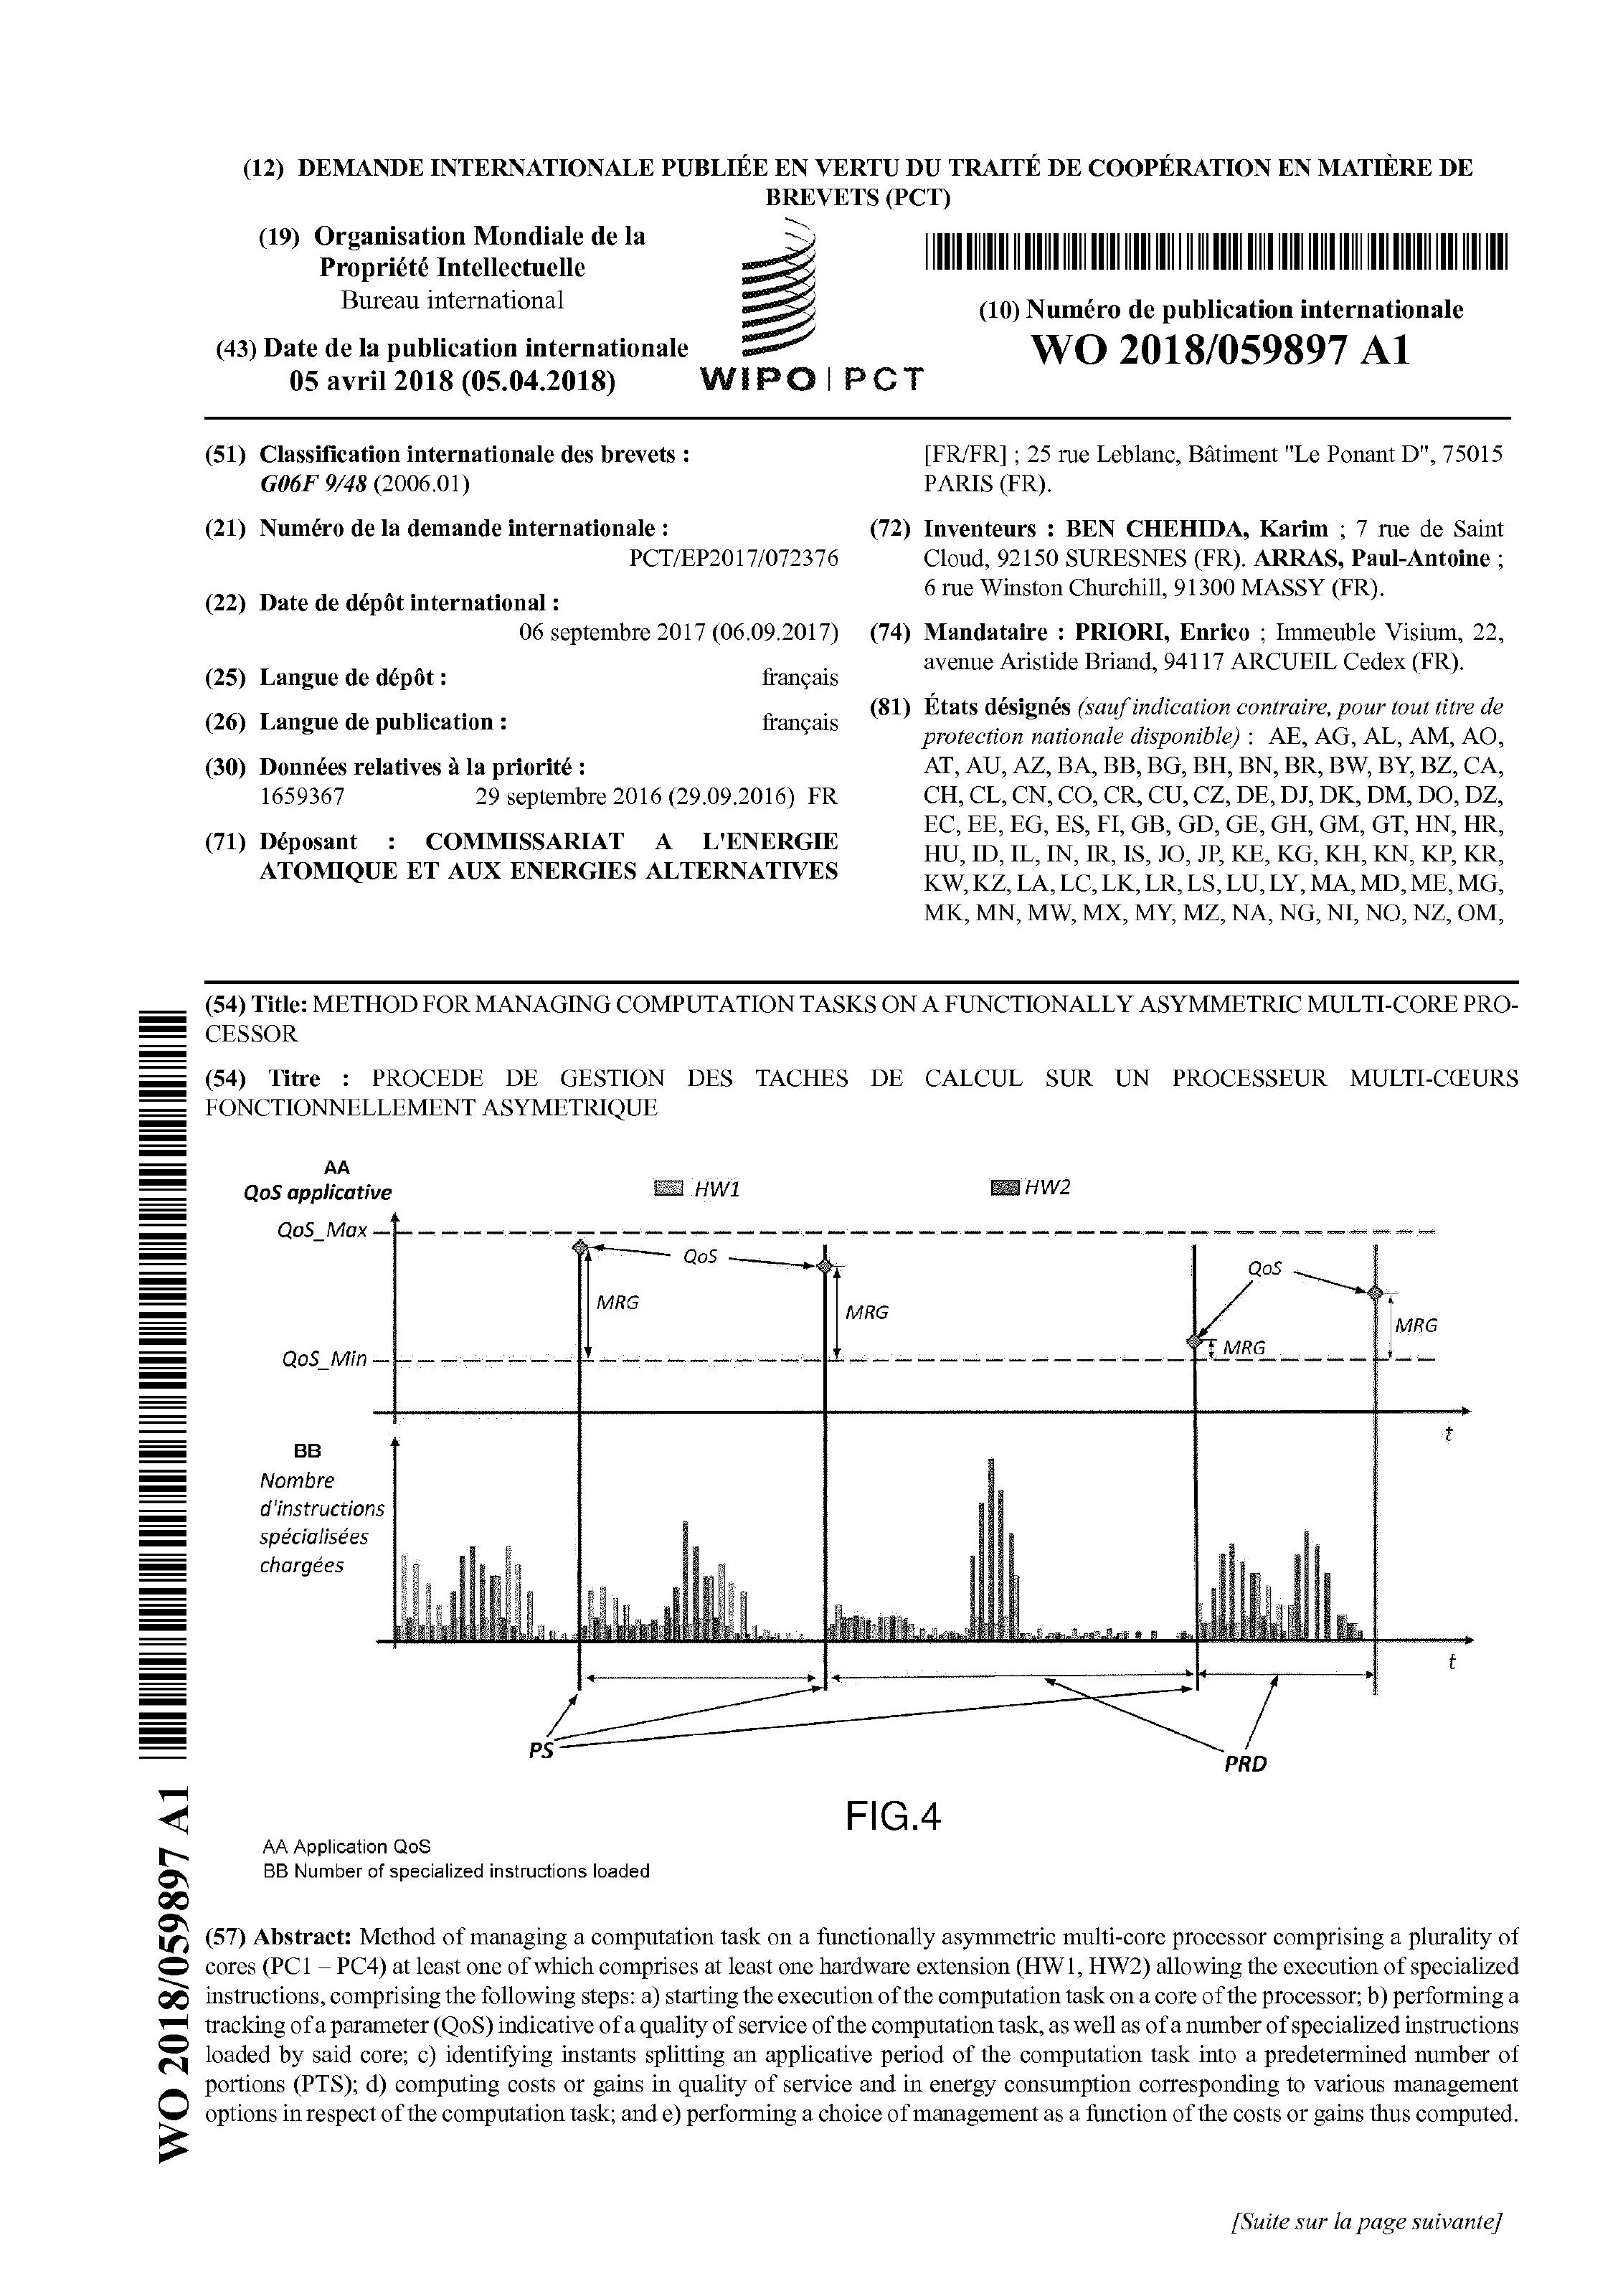 (12) DEMANDE INTERNATIONALE PUBLIÉE EN VERTU DU TRAITÉ DE COOPÉRATION EN MATIÈRE DE
BREVETS (PCT)
(19) Organisation Mondiale de la
Propriété Intellectuelle
Bureau international
(43) Date de la publication internationale
05 avril 2018 (05.04.2018)
WIPO | PCT
(10) Numéro de publication internationale
WO 2018/059897 A1
(51) Classification internationale des brevets :
G06F 9/48 (2006.01)
(21) Numéro de la demande internationale :
PCT/EP2017/072376
(22) Date de dépôt international :
06 septembre 2017 (06.09.2017)
(25) Langue de dépôt : français
(26) Langue de publication : français
(30) Données relatives à la priorité :
1659367 29 septembre 2016 (29.09.2016) FR
(71) Déposant : COMMISSARIAT A L'ENERGIE
ATOMIQUE ET AUX ENERGIES ALTERNATIVES
[FR/FR] ; 25 rue Leblanc, Bâtiment "Le Ponant D", 75015
PARIS (FR).
(72) Inventeurs : BEN CHEHIDA, Karim ; 7 rue de Saint
Cloud, 92150 SURESNES (FR). ARRAS, Paul-Antoine ;
6 rue Winston Churchill, 91300 MASSY (FR).
(74) Mandataire : PRIORI, Enrico ; Immeuble Visium, 22,
avenue Aristide Briand, 94117 ARCUEIL Cedex (FR).
(81) États désignés (sauf indication contraire, pour tout titre de
protection nationale disponible) : AE, AG, AL, AM, AO,
AT, AU, AZ, BA, BB, BG, BH, BN, BR, BW, BY, BZ, CA,
CH, CL, CN, CO, CR, CU, CZ, DE, DJ, DK, DM, DO, DZ,
EC, EE, EG, ES, FI, GB, GD, GE, GH, GM, GT, HN, HR,
HU, ID, IL, IN, IR, IS, JO, JP, KE, KG, KH, KN, KP, KR,
KW, KZ, LA, LC, LK, LR, LS, LU, LY, MA, MD, ME, MG,
MK, MN, MW, MX, MY, MZ, NA, NG, NI, NO, NZ, OM,
(54) Title: METHOD FOR MANAGING COMPUTATION TASKS ON A FUNCTIONALLY ASYMMETRIC MULTI-CORE PRO-
CESSOR
(54) Titre : PROCEDE DE GESTION DES TACHES DE CALCUL SUR UN PROCESSEUR MULTI-CŒURS
FONCTIONNELLEMENT ASYMETRIQUE
AA
QoS applicative
HW1
HW2
QoS_Max
QoS
QoS
MRG
MRG
MRG
MRG
QoS_Min
t
BB
Nombre
d'instructions
spécialisées
chargées
t
PS
PRD
FIG.4
AA Application QoS
BB Number of specialized instructions loaded
(57) Abstract: Method of managing a computation task on a functionally asymmetric multi-core processor comprising a plurality of
cores (PC1 – PC4) at least one of which comprises at least one hardware extension (HW1, HW2) allowing the execution of specialized
instructions, comprising the following steps: a) starting the execution of the computation task on a core of the processor; b) performing a
tracking of a parameter (QoS) indicative of a quality of service of the computation task, as well as of a number of specialized instructions
loaded by said core; c) identifying instants splitting an applicative period of the computation task into a predetermined number of
portions (PTS); d) computing costs or gains in quality of service and in energy consumption corresponding to various management
options in respect of the computation task; and e) performing a choice of management as a function of the costs or gains thus computed.
WO 2018/059897 A1
[Suite sur la page suivante]